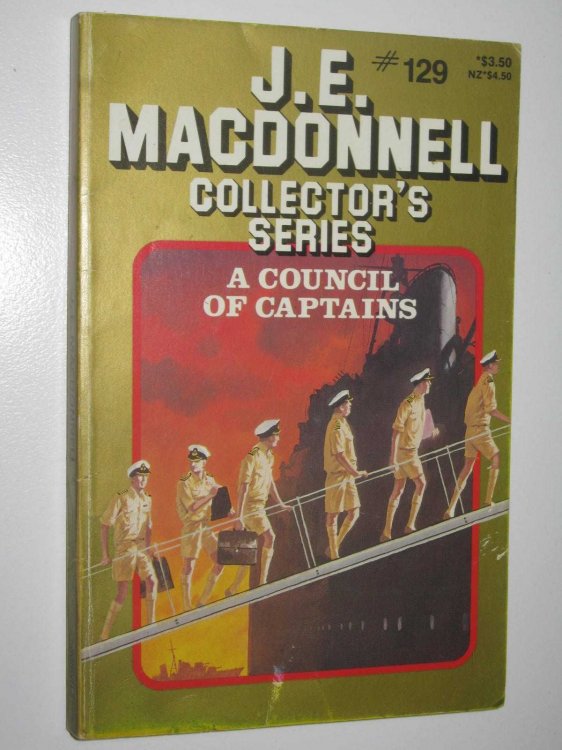 J.E.
MACDONNELL
#129
*$3.50
NZ*$4.50
COLLECTOR'S
SERIES
A COUNCIL
OF CAPTAINS